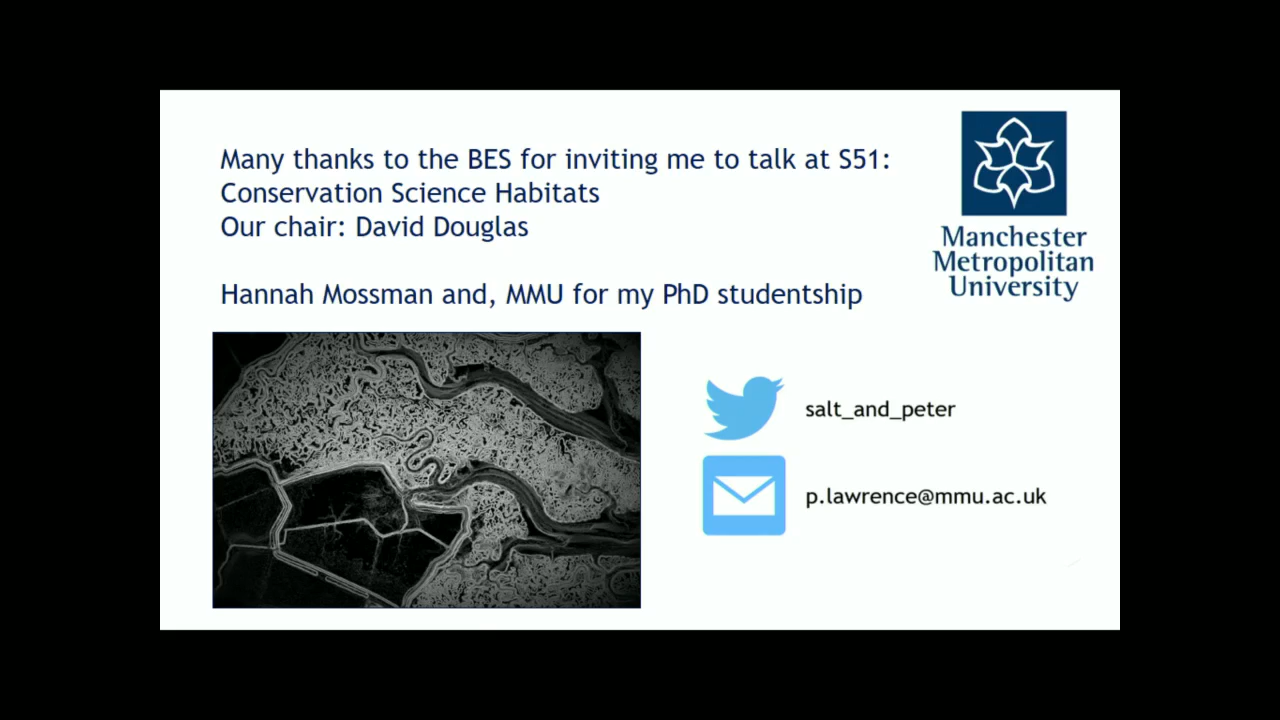 Many thanks to the BES for inviting me to talk at S51:
Conservation Science Habitats
Our chair: David Douglas
Hannah Mossman and, MMU for my PhD studentship
Manchester
Metropolitan
University
salt_and_peter
p.lawrence@mmu.ac.uk